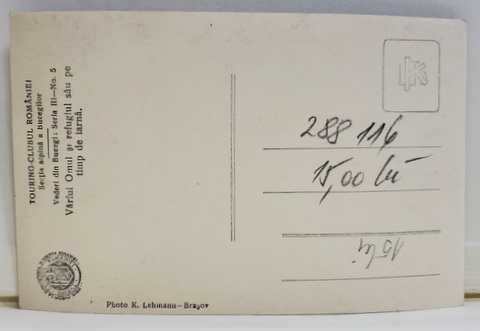 TOURING-CLUBUL ROMÂNIEI
Secția alpină a Bucegilor
Vederi din Bucegi: Seria III—No. 5
Vârful Omul și refugiul său pe
timp de iarnă.
288 116
15,00 lei
15 lei
Photo K. Lehmann—Brașov